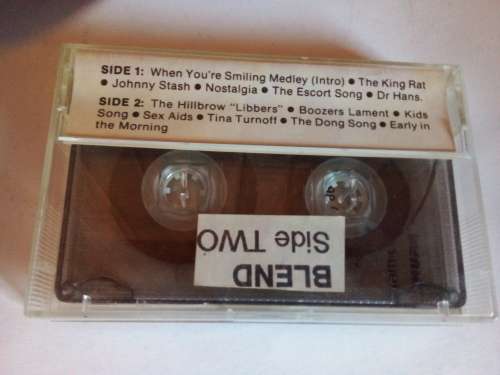 SIDE 1: When You're Smiling Medley (Intro) ● The King Rat
● Johnny Stash ● Nostalgia ● The Escort Song ● Dr Hans.
SIDE 2: The Hillbrow "Libbers" ● Boozers Lament ● Kids
Song ● Sex Aids ● Tina Turnoff ● The Dong Song ● Early in
the Morning
BLEND
Side TWO